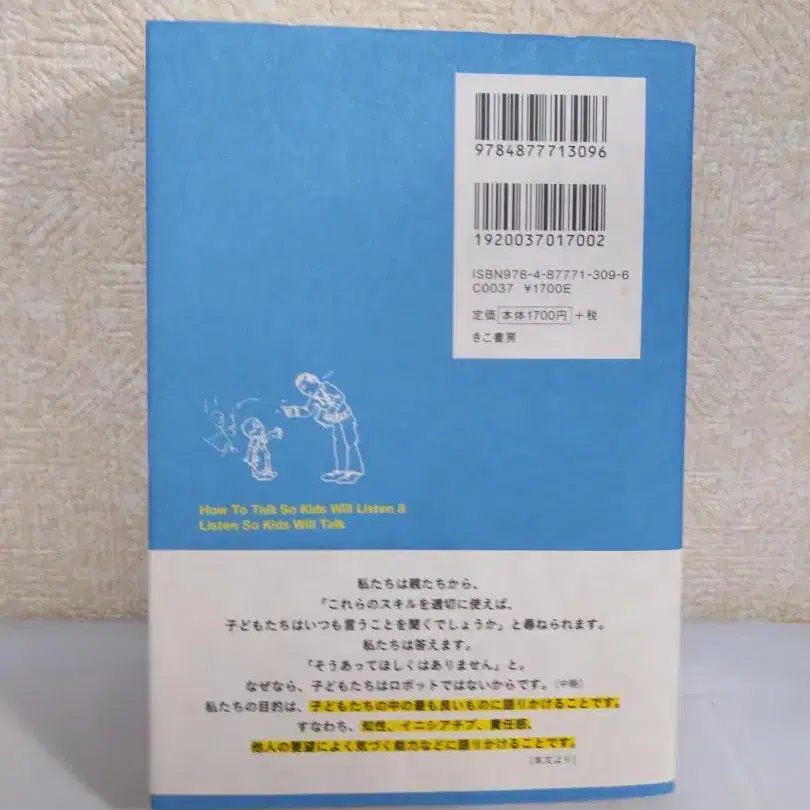 9784877713096
1920037017002
ISBN978-4-87771-309-6
C0037 ¥1700E
定価 本体1700円 +税
きこ書房
How To Talk So Kids Will Listen &
Listen So Kids Will Talk
私たちは親たちから、
「これらのスキルを適切に使えば、
子どもたちはいつも言うことを聞くでしょうか」と尋ねられます。
私たちは答えます。
「そうあってほしくはありません」と。
なぜなら、子どもたちはロボットではないからです。(中略)
私たちの目的は、子どもたちの中の最も良いものに語りかけることです。
すなわち、知性、イニシアチブ、責任感、
他人の要望によく気づく能力などに語りかけることです。
[本文より]